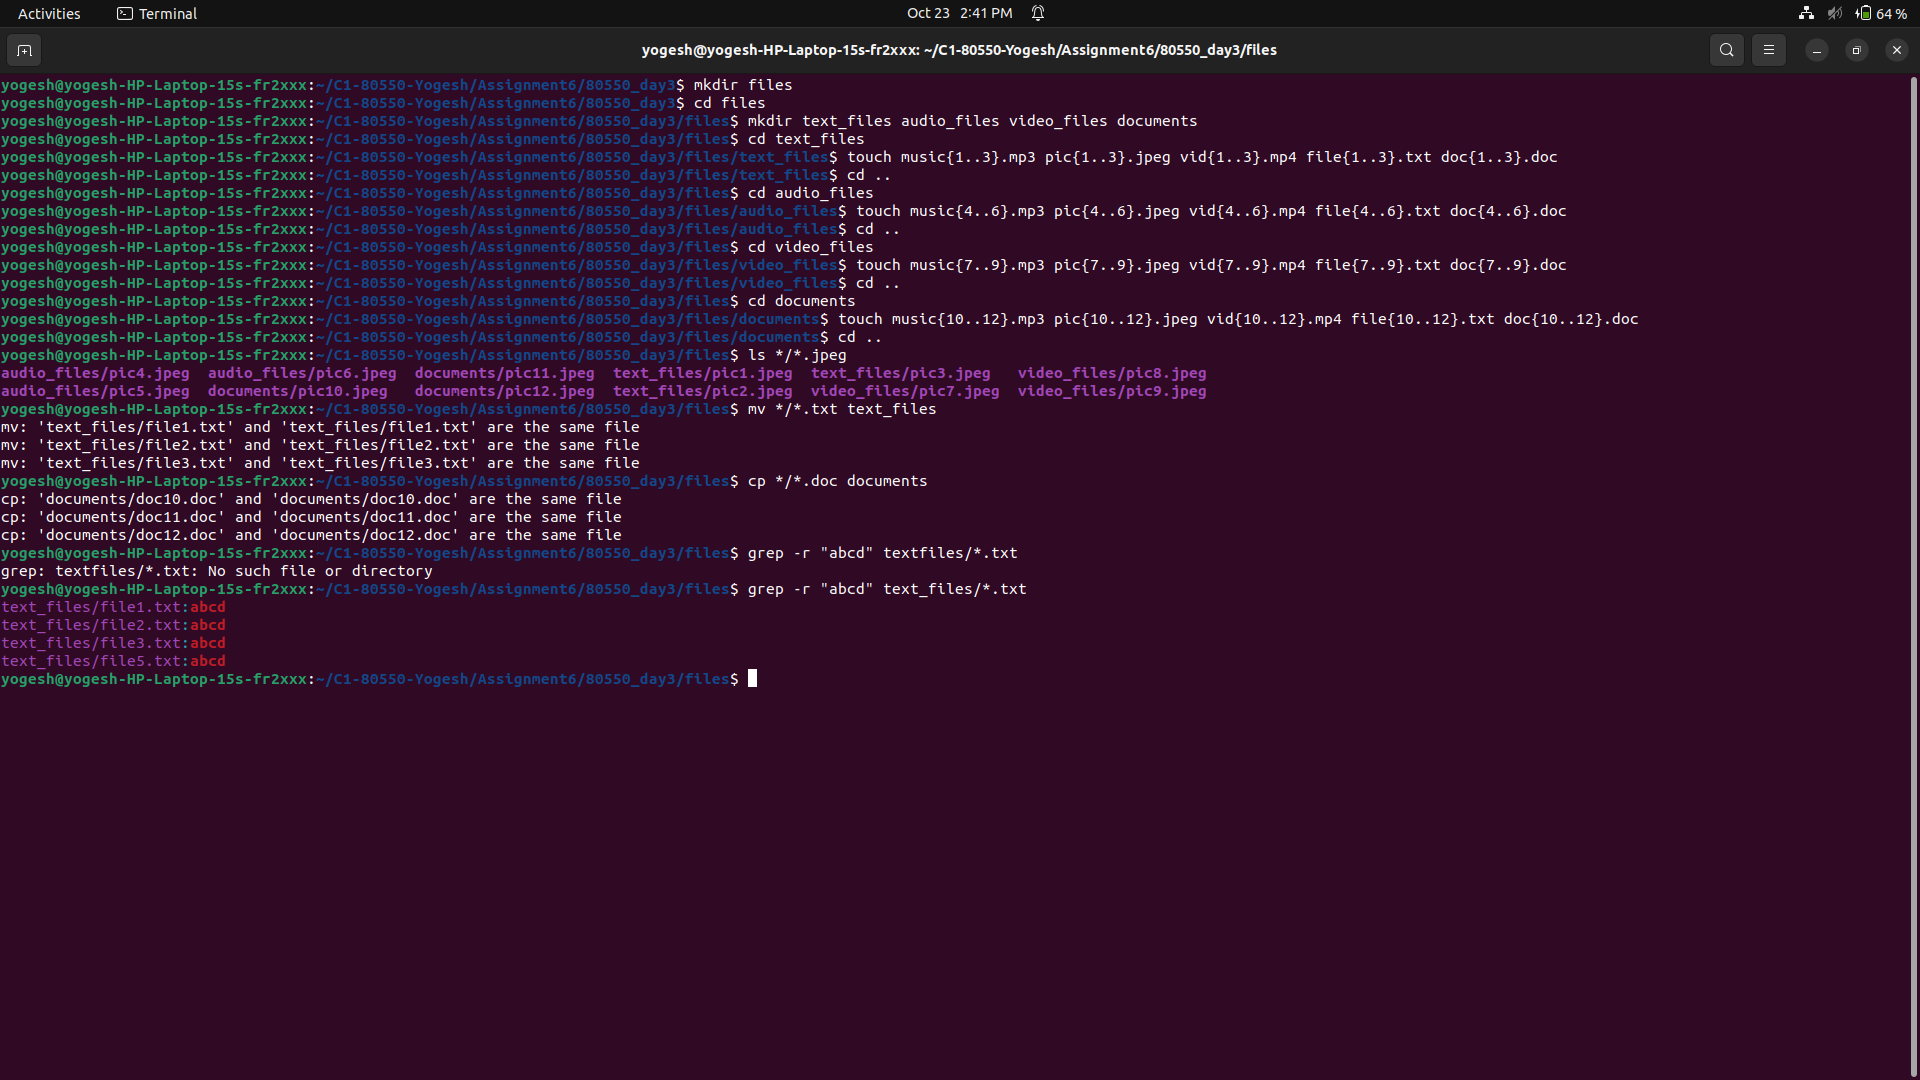 Activities Terminal Oct 23 2:41 PM 64 %
yogesh@yogesh-HP-Laptop-15s-fr2xxx: ~/C1-80550-Yogesh/Assignment6/80550_day3/files
yogesh@yogesh-HP-Laptop-15s-fr2xxx:~/C1-80550-Yogesh/Assignment6/80550_day3$ mkdir files
yogesh@yogesh-HP-Laptop-15s-fr2xxx:~/C1-80550-Yogesh/Assignment6/80550_day3$ cd files
yogesh@yogesh-HP-Laptop-15s-fr2xxx:~/C1-80550-Yogesh/Assignment6/80550_day3/files$ mkdir text_files audio_files video_files documents
yogesh@yogesh-HP-Laptop-15s-fr2xxx:~/C1-80550-Yogesh/Assignment6/80550_day3/files$ cd text_files
yogesh@yogesh-HP-Laptop-15s-fr2xxx:~/C1-80550-Yogesh/Assignment6/80550_day3/files/text_files$ touch music{1..3}.mp3 pic{1..3}.jpeg vid{1..3}.mp4 file{1..3}.txt doc{1..3}.doc
yogesh@yogesh-HP-Laptop-15s-fr2xxx:~/C1-80550-Yogesh/Assignment6/80550_day3/files/text_files$ cd ..
yogesh@yogesh-HP-Laptop-15s-fr2xxx:~/C1-80550-Yogesh/Assignment6/80550_day3/files$ cd audio_files
yogesh@yogesh-HP-Laptop-15s-fr2xxx:~/C1-80550-Yogesh/Assignment6/80550_day3/files/audio_files$ touch music{4..6}.mp3 pic{4..6}.jpeg vid{4..6}.mp4 file{4..6}.txt doc{4..6}.doc
yogesh@yogesh-HP-Laptop-15s-fr2xxx:~/C1-80550-Yogesh/Assignment6/80550_day3/files/audio_files$ cd ..
yogesh@yogesh-HP-Laptop-15s-fr2xxx:~/C1-80550-Yogesh/Assignment6/80550_day3/files$ cd video_files
yogesh@yogesh-HP-Laptop-15s-fr2xxx:~/C1-80550-Yogesh/Assignment6/80550_day3/files/video_files$ touch music{7..9}.mp3 pic{7..9}.jpeg vid{7..9}.mp4 file{7..9}.txt doc{7..9}.doc
yogesh@yogesh-HP-Laptop-15s-fr2xxx:~/C1-80550-Yogesh/Assignment6/80550_day3/files/video_files$ cd ..
yogesh@yogesh-HP-Laptop-15s-fr2xxx:~/C1-80550-Yogesh/Assignment6/80550_day3/files$ cd documents
yogesh@yogesh-HP-Laptop-15s-fr2xxx:~/C1-80550-Yogesh/Assignment6/80550_day3/files/documents$ touch music{10..12}.mp3 pic{10..12}.jpeg vid{10..12}.mp4 file{10..12}.txt doc{10..12}.doc
yogesh@yogesh-HP-Laptop-15s-fr2xxx:~/C1-80550-Yogesh/Assignment6/80550_day3/files/documents$ cd ..
yogesh@yogesh-HP-Laptop-15s-fr2xxx:~/C1-80550-Yogesh/Assignment6/80550_day3/files$ ls */*.jpeg
audio_files/pic4.jpeg audio_files/pic6.jpeg documents/pic11.jpeg text_files/pic1.jpeg text_files/pic3.jpeg video_files/pic8.jpeg
audio_files/pic5.jpeg documents/pic10.jpeg documents/pic12.jpeg text_files/pic2.jpeg video_files/pic7.jpeg video_files/pic9.jpeg
yogesh@yogesh-HP-Laptop-15s-fr2xxx:~/C1-80550-Yogesh/Assignment6/80550_day3/files$ mv */*.txt text_files
mv: 'text_files/file1.txt' and 'text_files/file1.txt' are the same file
mv: 'text_files/file2.txt' and 'text_files/file2.txt' are the same file
mv: 'text_files/file3.txt' and 'text_files/file3.txt' are the same file
yogesh@yogesh-HP-Laptop-15s-fr2xxx:~/C1-80550-Yogesh/Assignment6/80550_day3/files$ cp */*.doc documents
cp: 'documents/doc10.doc' and 'documents/doc10.doc' are the same file
cp: 'documents/doc11.doc' and 'documents/doc11.doc' are the same file
cp: 'documents/doc12.doc' and 'documents/doc12.doc' are the same file
yogesh@yogesh-HP-Laptop-15s-fr2xxx:~/C1-80550-Yogesh/Assignment6/80550_day3/files$ grep -r "abcd" textfiles/*.txt
grep: textfiles/*.txt: No such file or directory
yogesh@yogesh-HP-Laptop-15s-fr2xxx:~/C1-80550-Yogesh/Assignment6/80550_day3/files$ grep -r "abcd" text_files/*.txt
text_files/file1.txt:abcd
text_files/file2.txt:abcd
text_files/file3.txt:abcd
text_files/file5.txt:abcd
yogesh@yogesh-HP-Laptop-15s-fr2xxx:~/C1-80550-Yogesh/Assignment6/80550_day3/files$